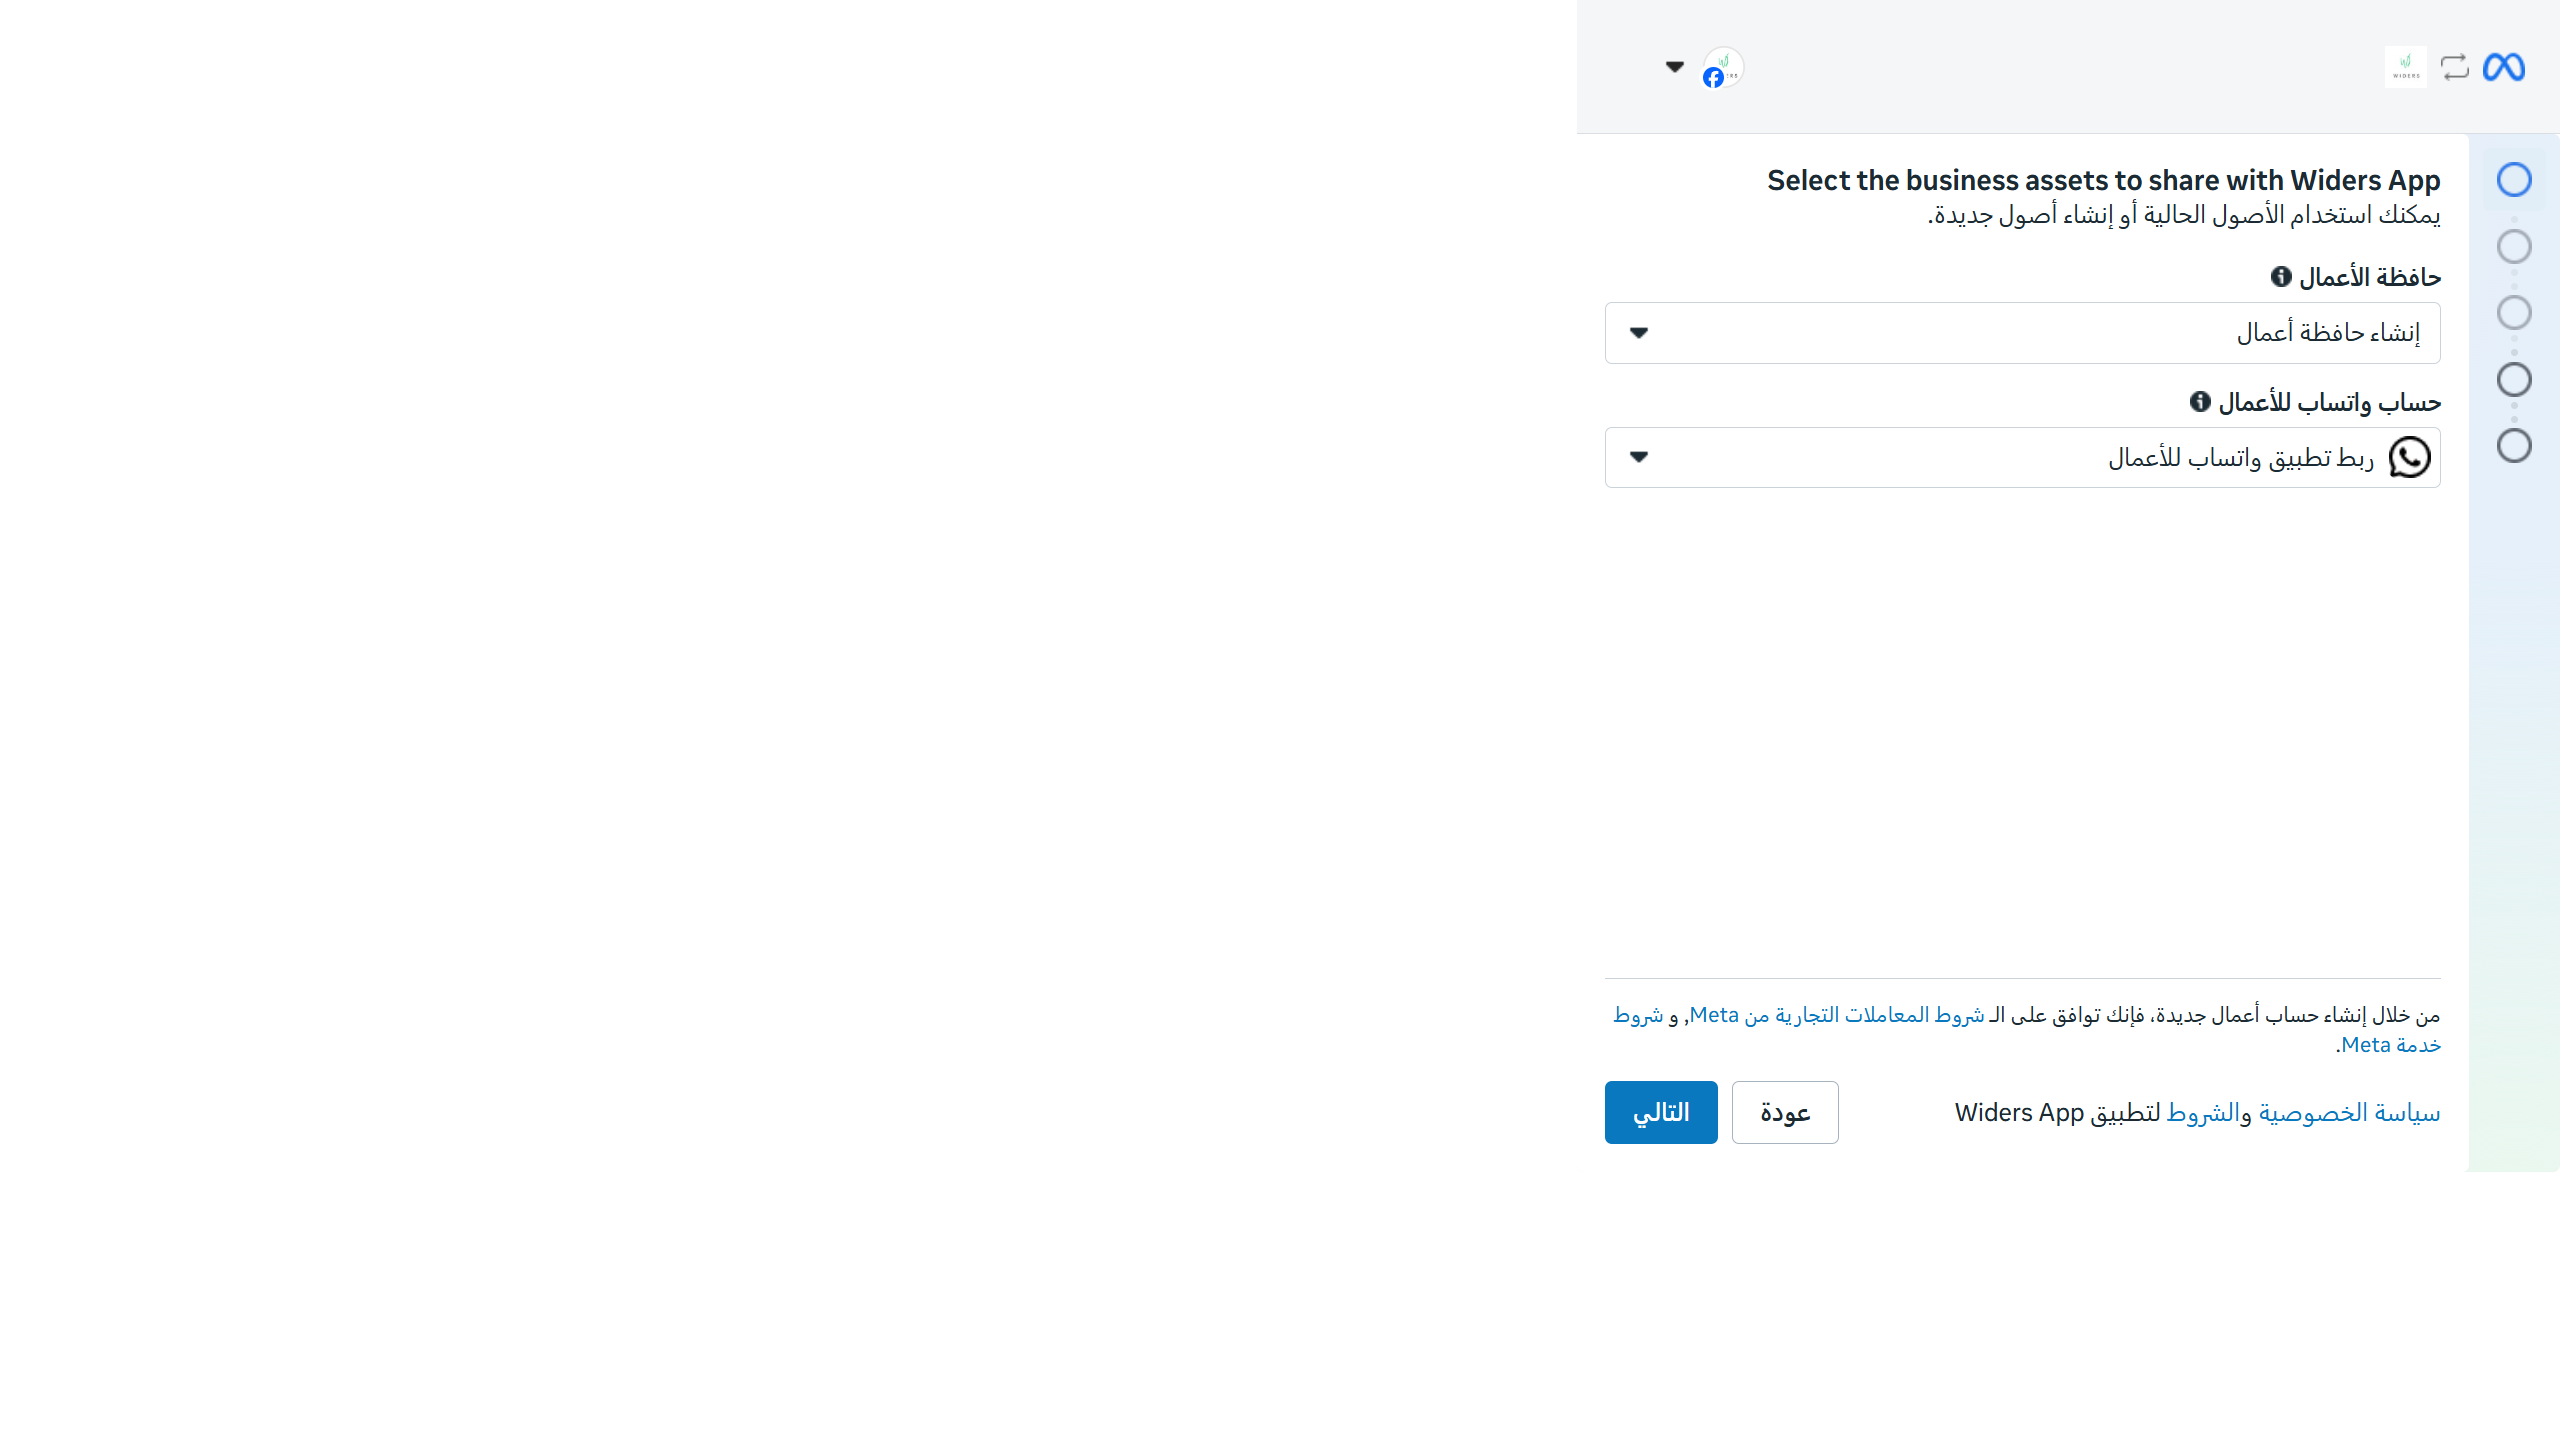 WIDERS
Select the business assets to share with Widers App
يمكنك استخدام الأصول الحالية أو إنشاء أصول جديدة.
حافظة الأعمال
إنشاء حافظة أعمال
حساب واتساب للأعمال
ربط تطبيق واتساب للأعمال
من خلال إنشاء حساب أعمال جديدة، فإنك توافق على الـ شروط المعاملات التجارية من Meta, و شروط
خدمة Meta.
سياسة الخصوصية والشروط لتطبيق Widers App
عودة
التالي